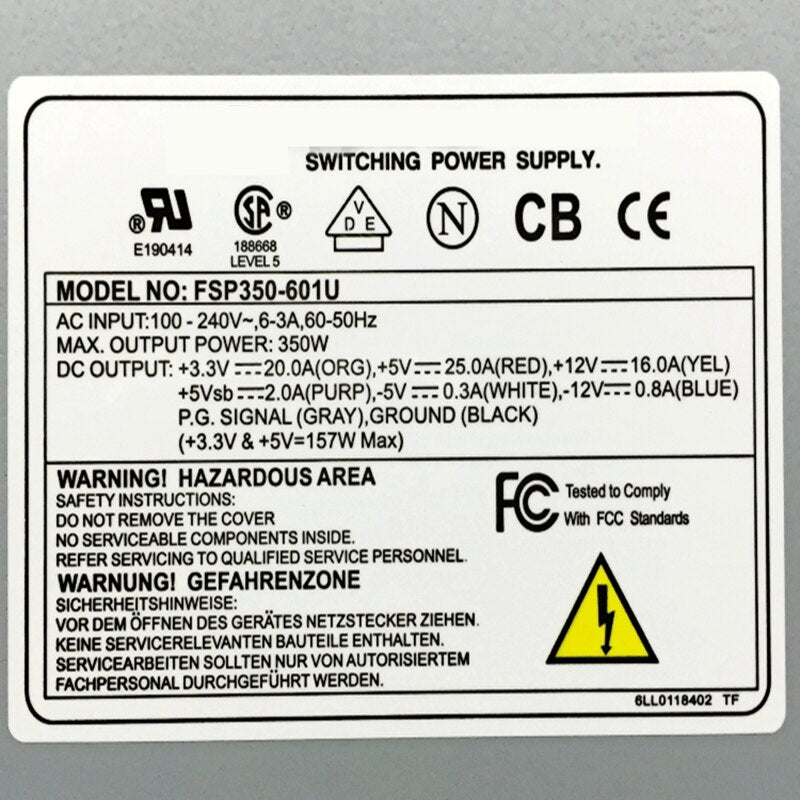 SWITCHING POWER SUPPLY.
® RU SA ® V D E N CB CE
E190414 188668
LEVEL 5
MODEL NO: FSP350-601U
AC INPUT:100 - 240V~,6-3A,60-50Hz
MAX. OUTPUT POWER: 350W
DC OUTPUT: +3.3V ⎓ 20.0A(ORG),+5V ⎓ 25.0A(RED),+12V ⎓ 16.0A(YEL)
+5Vsb ⎓ 2.0A(PURP),-5V ⎓ 0.3A(WHITE),-12V ⎓ 0.8A(BLUE)
P.G. SIGNAL (GRAY),GROUND (BLACK)
(+3.3V & +5V=157W Max)
WARNING! HAZARDOUS AREA
SAFETY INSTRUCTIONS:
DO NOT REMOVE THE COVER
NO SERVICEABLE COMPONENTS INSIDE.
REFER SERVICING TO QUALIFIED SERVICE PERSONNEL.
FC Tested to Comply
With FCC Standards
WARNUNG! GEFAHRENZONE
SICHERHEITSHINWEISE:
VOR DEM ÖFFNEN DES GERÄTES NETZSTECKER ZIEHEN.
KEINE SERVICERELEVANTEN BAUTEILE ENTHALTEN.
SERVICEARBEITEN SOLLTEN NUR VON AUTORISIERTEM
FACHPERSONAL DURCHGEFÜHRT WERDEN.
6LL0118402 TF